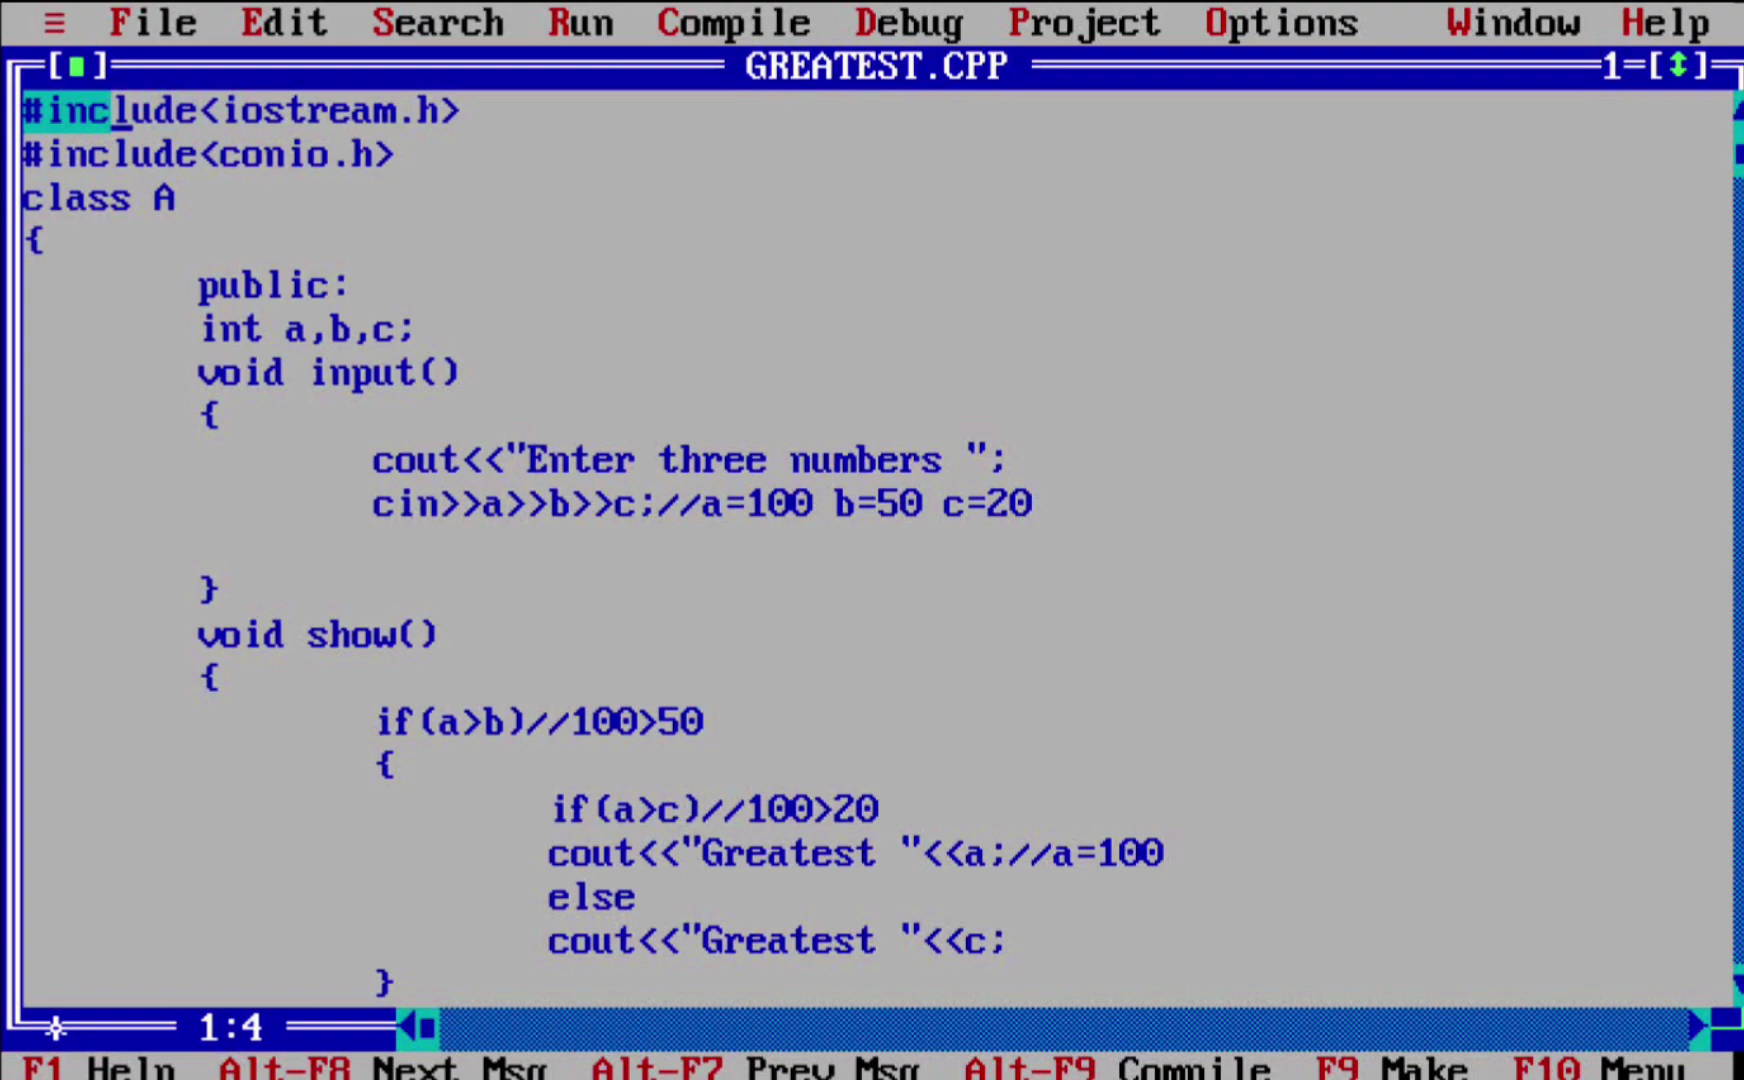 ≡ File Edit Search Run Compile Debug Project Options Window Help
[■] GREATEST.CPP 1=[↕]
#include<iostream.h>
#include<conio.h>
class A
{
public:
int a,b,c;
void input()
{
cout<<"Enter three numbers ";
cin>>a>>b>>c;//a=100 b=50 c=20
}
void show()
{
if(a>b)//100>50
{
if(a>c)//100>20
cout<<"Greatest "<<a;//a=100
else
cout<<"Greatest "<<c;
}
1:4
F1 Help Alt-F8 Next Msg Alt-F7 Prev Msg Alt-F9 Compile F9 Make F10 Menu